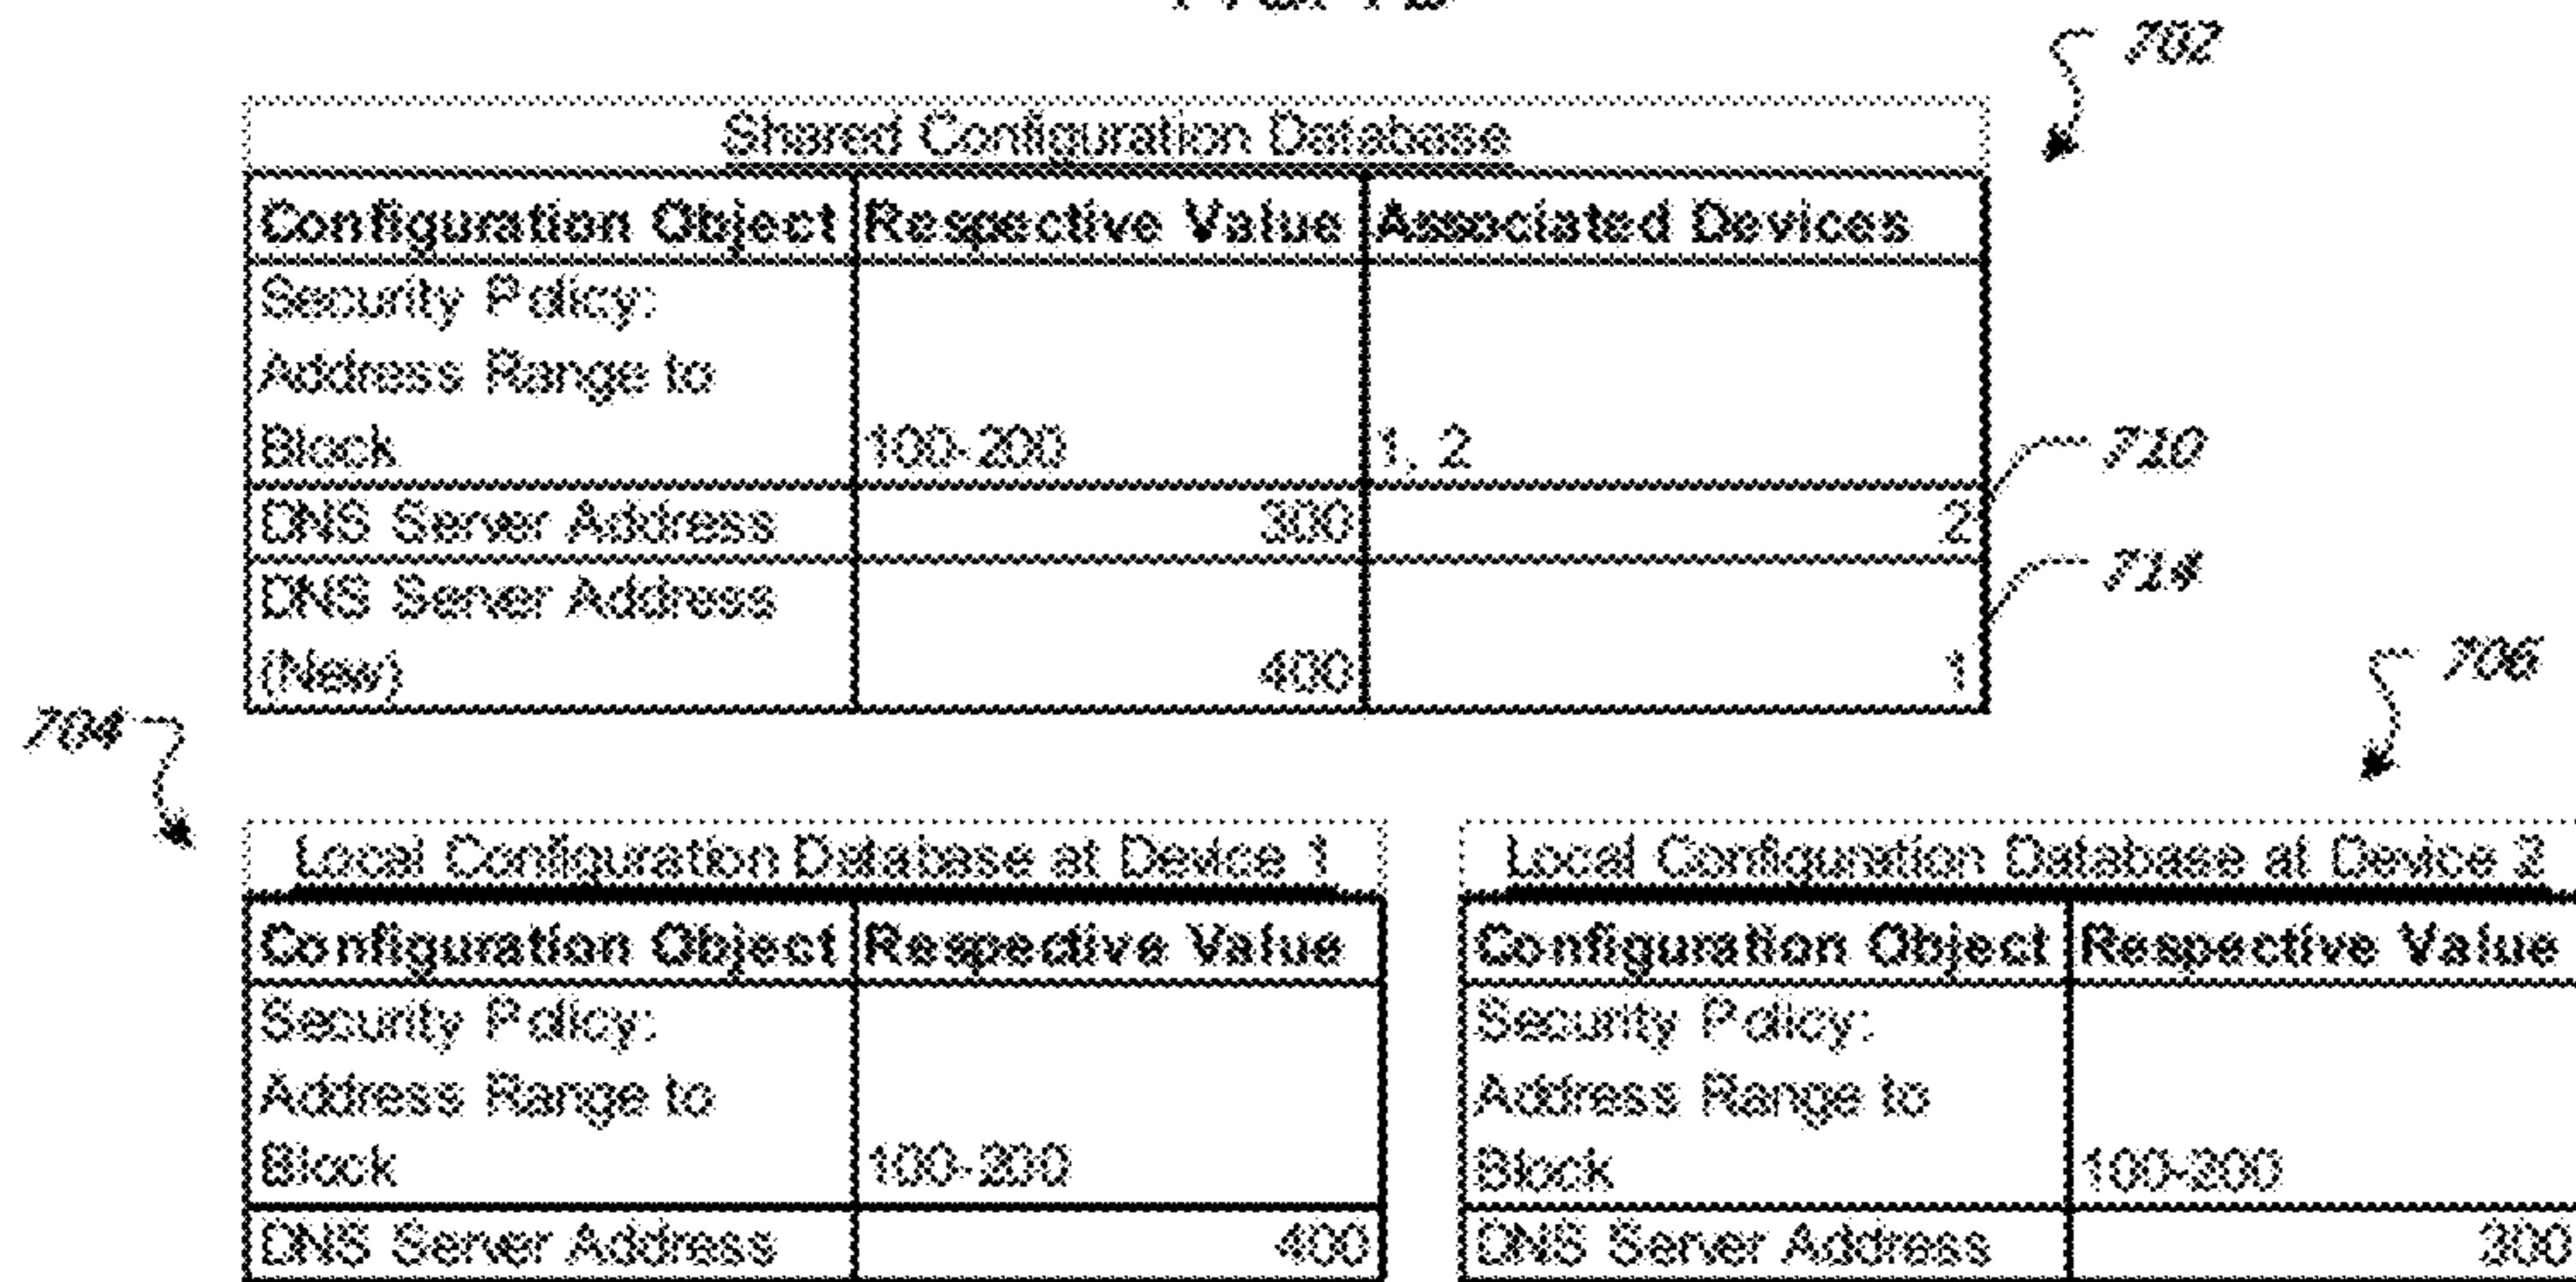 702
Shared Configuration Database
Configuration Object Respective Value Associated Devices
Security Policy:
Address Range to
Block 100-200 1, 2
710
DNS Server Address 300 2
714
DNS Server Address
(New) 400 1
706
704
Local Configuration Database at Device 1
Configuration Object Respective Value
Security Policy:
Address Range to
Block 100-200
DNS Server Address 400
Local Configuration Database at Device 2
Configuration Object Respective Value
Security Policy:
Address Range to
Block 100-200
DNS Server Address 300